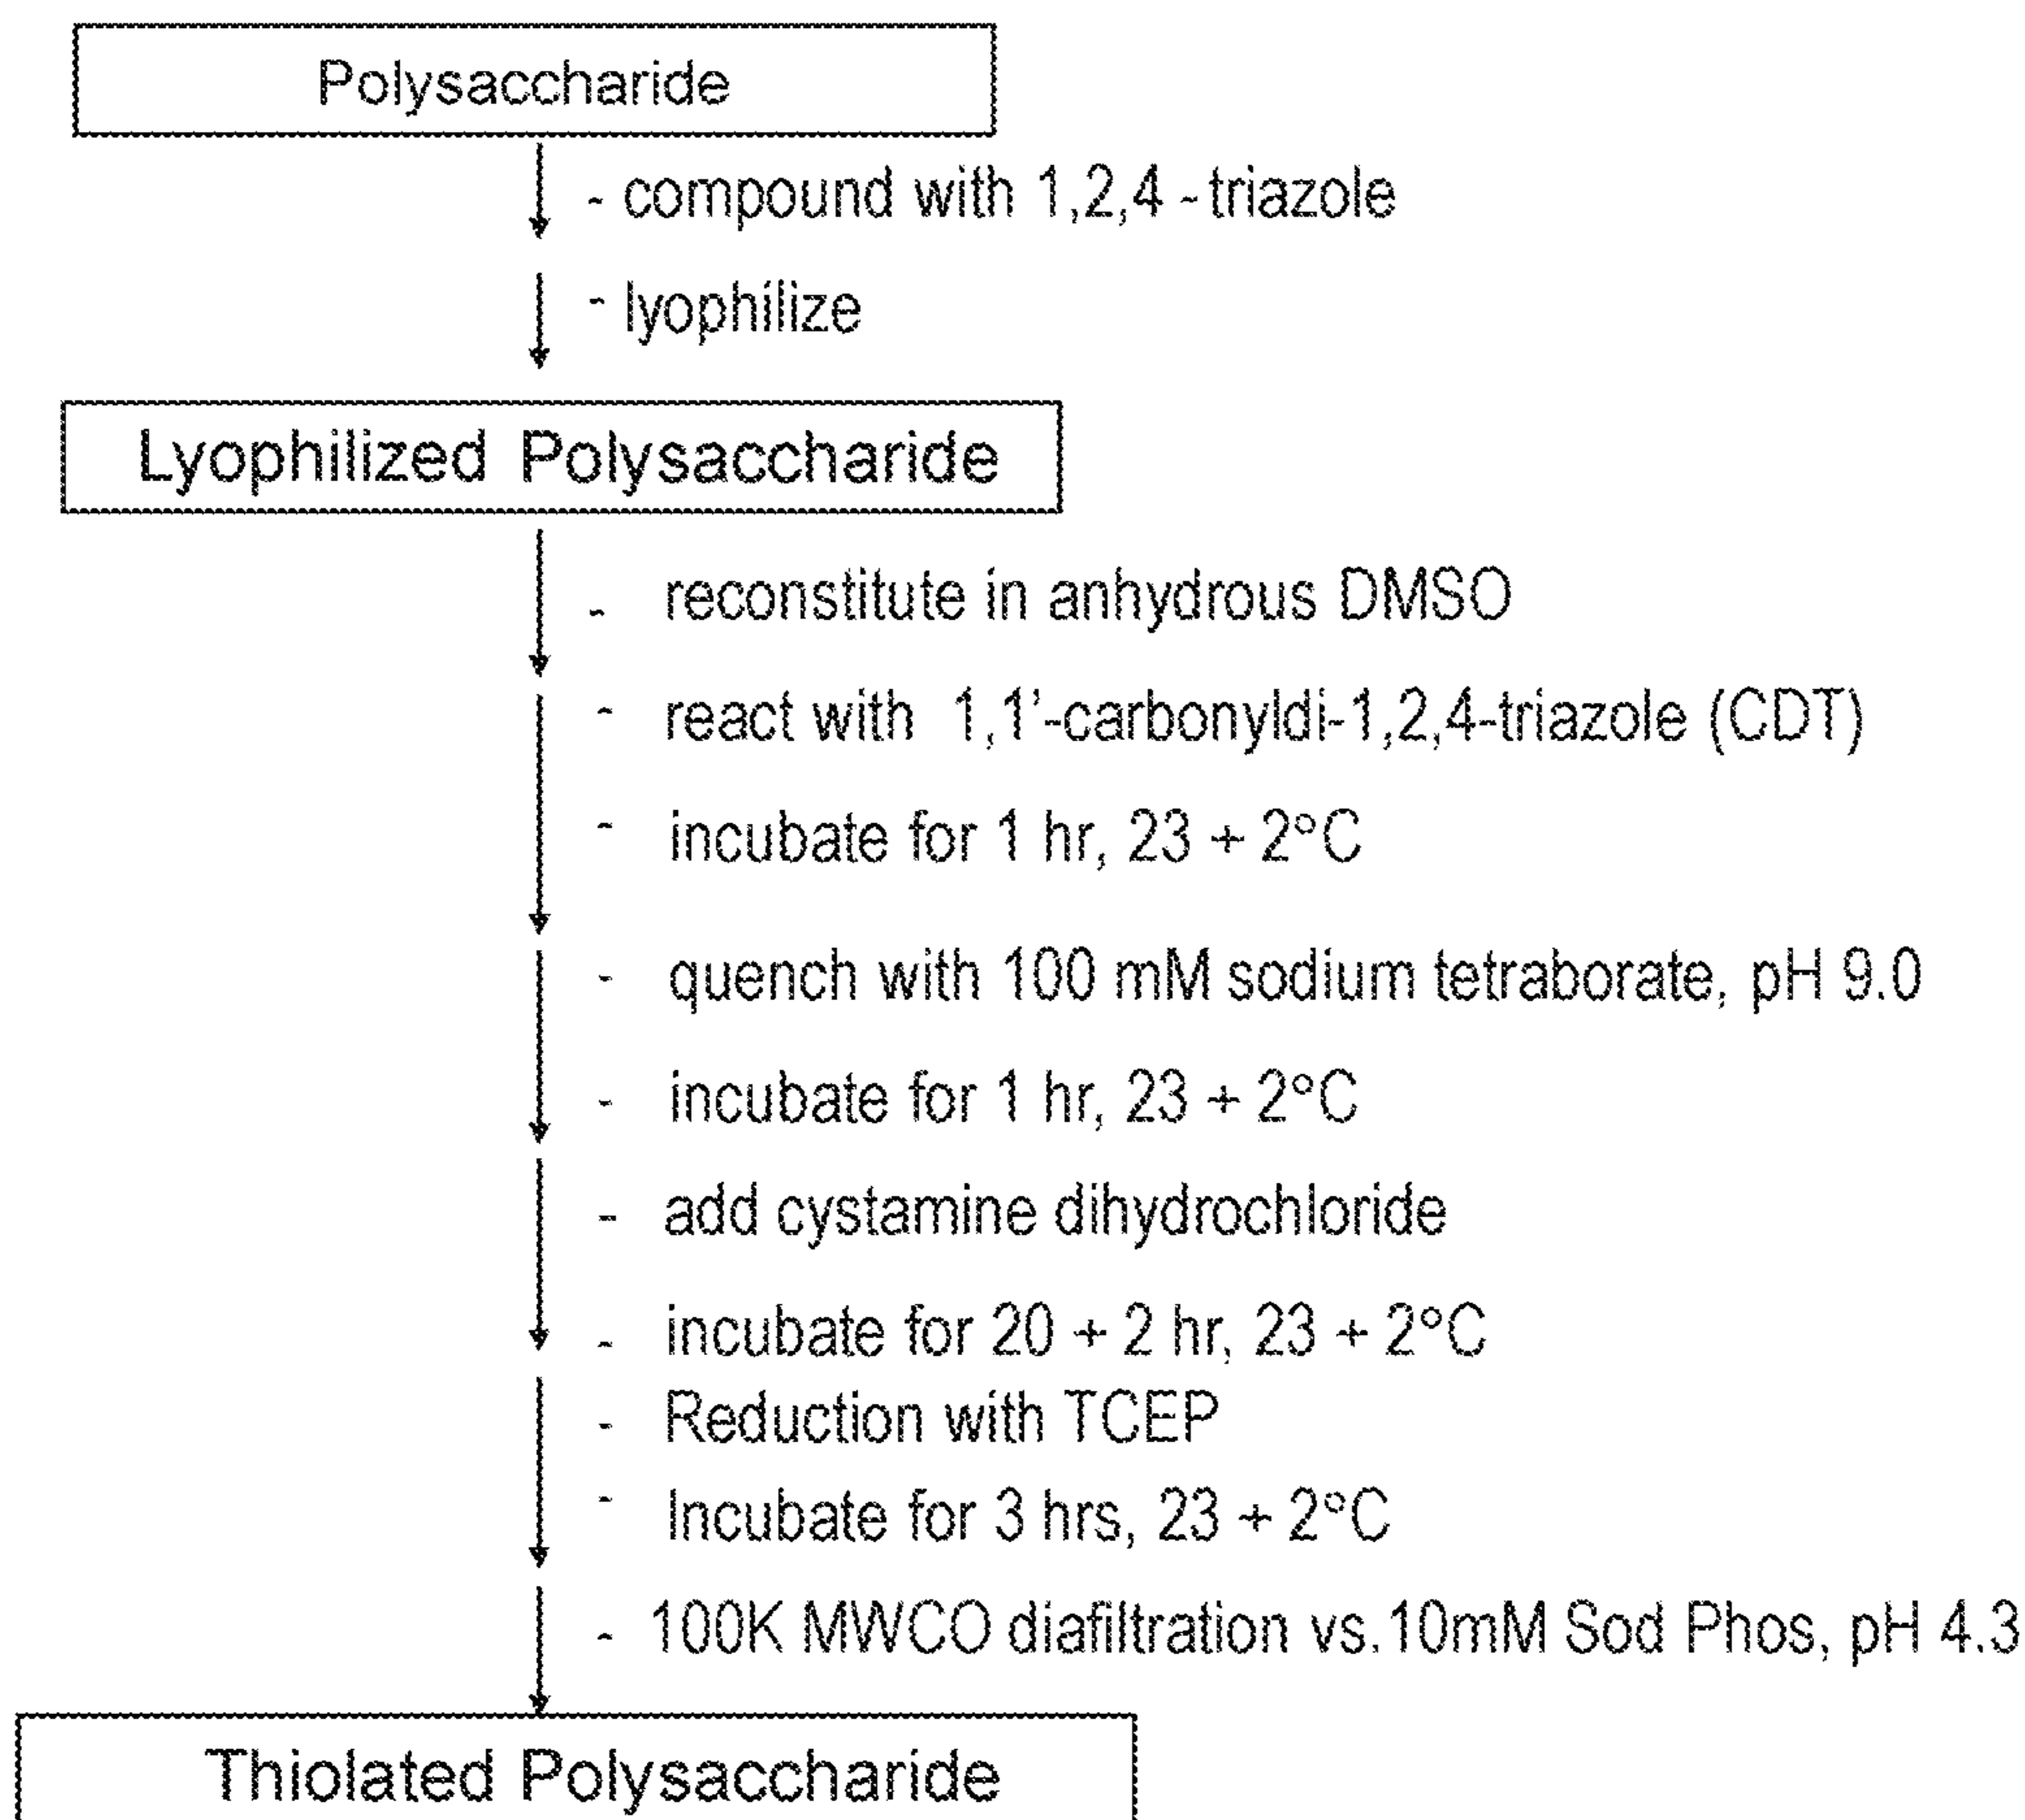 Polysaccharide
- compound with 1,2,4 - triazole
- lyophilize
Lyophilized Polysaccharide
- reconstitute in anhydrous DMSO
- react with 1,1'-carbonyldi-1,2,4-triazole (CDT)
- incubate for 1 hr, 23 + 2°C
- quench with 100 mM sodium tetraborate, pH 9.0
- incubate for 1 hr, 23 + 2°C
- add cystamine dihydrochloride
- incubate for 20 + 2 hr, 23 + 2°C
- Reduction with TCEP
- Incubate for 3 hrs, 23 + 2°C
- 100K MWCO diafiltration vs.10mM Sod Phos, pH 4.3
Thiolated Polysaccharide